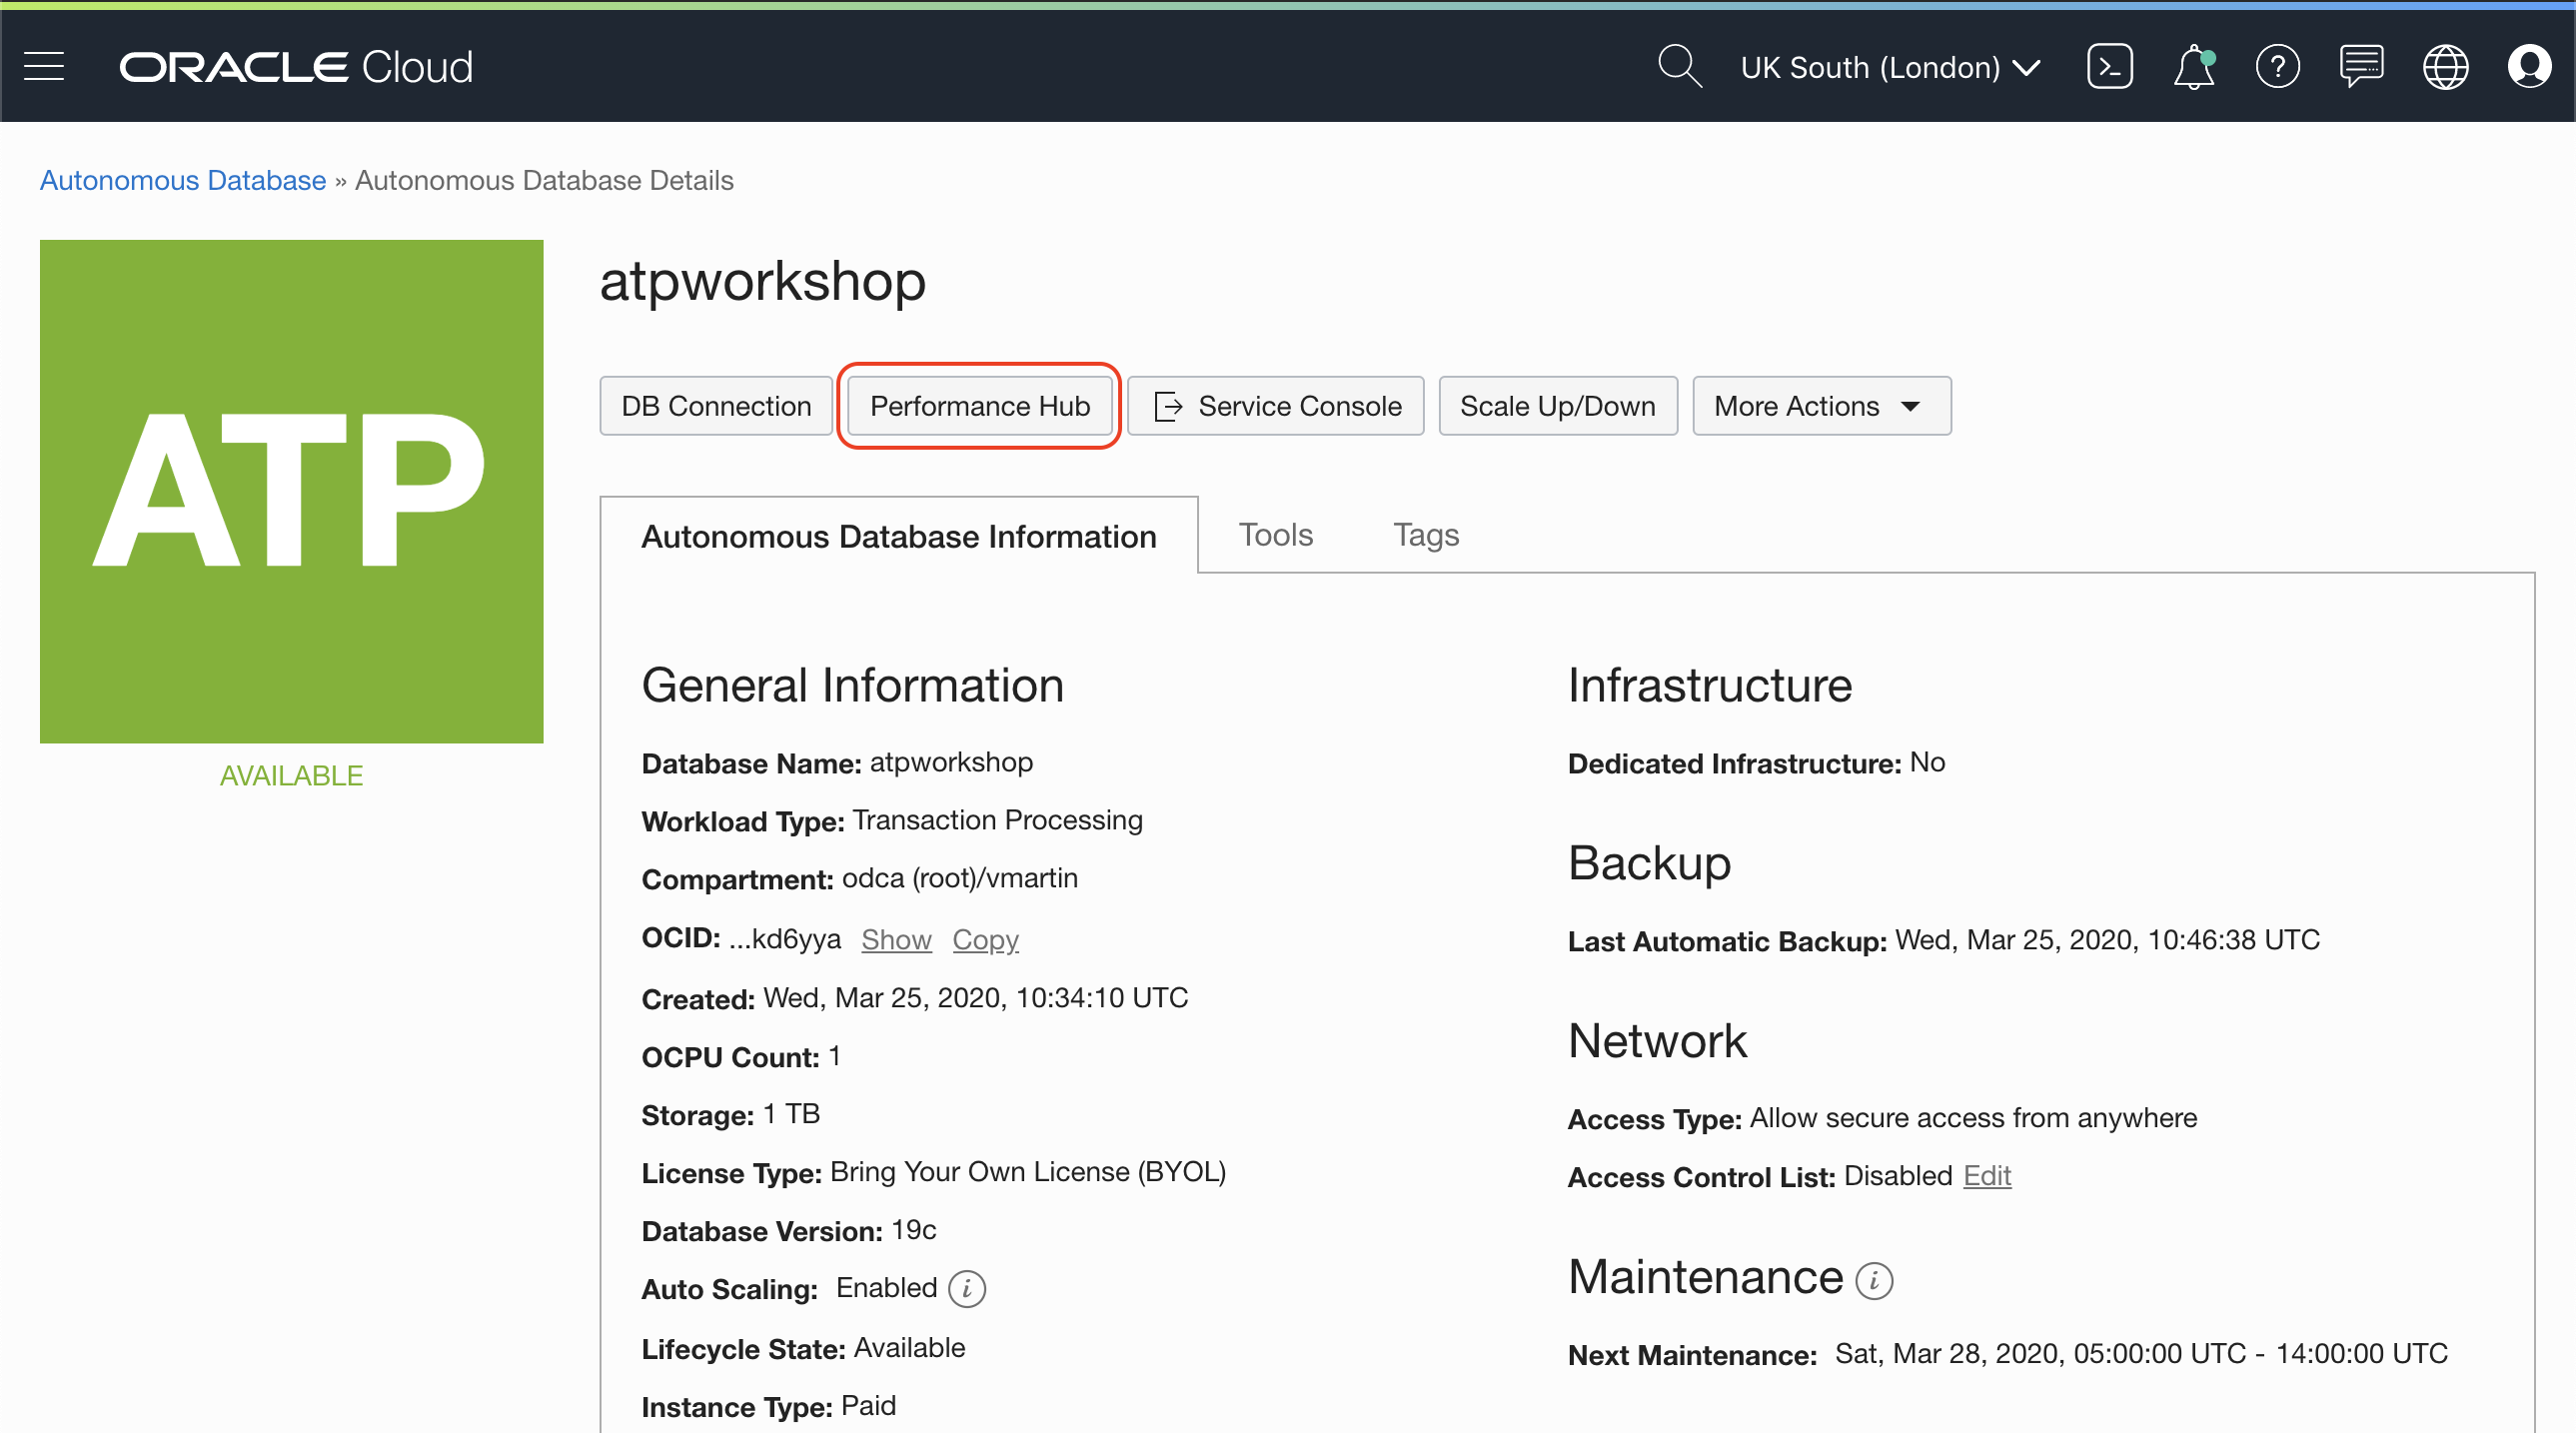 ORACLE Cloud
UK South (London)
Autonomous Database » Autonomous Database Details
ATP
AVAILABLE
atpworkshop
DB Connection Performance Hub Service Console Scale Up/Down More Actions
Autonomous Database Information Tools Tags
General Information
Database Name: atpworkshop
Workload Type: Transaction Processing
Compartment: odca (root)/vmartin
OCID: ...kd6yya Show Copy
Created: Wed, Mar 25, 2020, 10:34:10 UTC
OCPU Count: 1
Storage: 1 TB
License Type: Bring Your Own License (BYOL)
Database Version: 19c
Auto Scaling: Enabled i
Lifecycle State: Available
Instance Type: Paid
Infrastructure
Dedicated Infrastructure: No
Backup
Last Automatic Backup: Wed, Mar 25, 2020, 10:46:38 UTC
Network
Access Type: Allow secure access from anywhere
Access Control List: Disabled Edit
Maintenance i
Next Maintenance: Sat, Mar 28, 2020, 05:00:00 UTC - 14:00:00 UTC